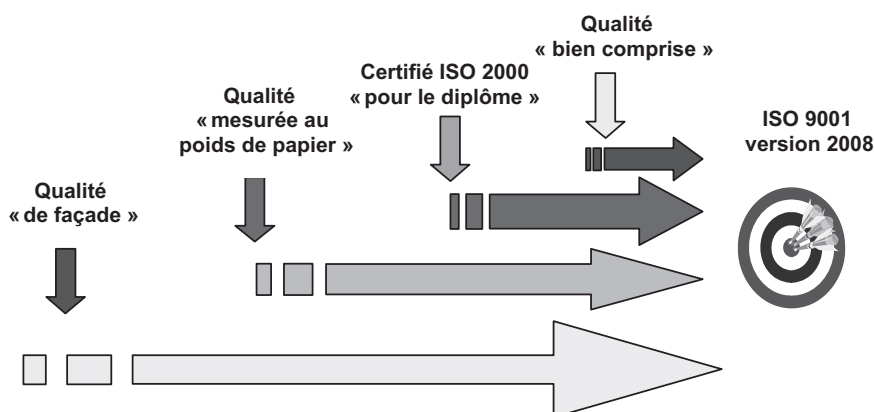 Qualité
« bien comprise »
Certifié ISO 2000
« pour le diplôme »
Qualité
« mesurée au
poids de papier »
ISO 9001
version 2008
Qualité
« de façade »